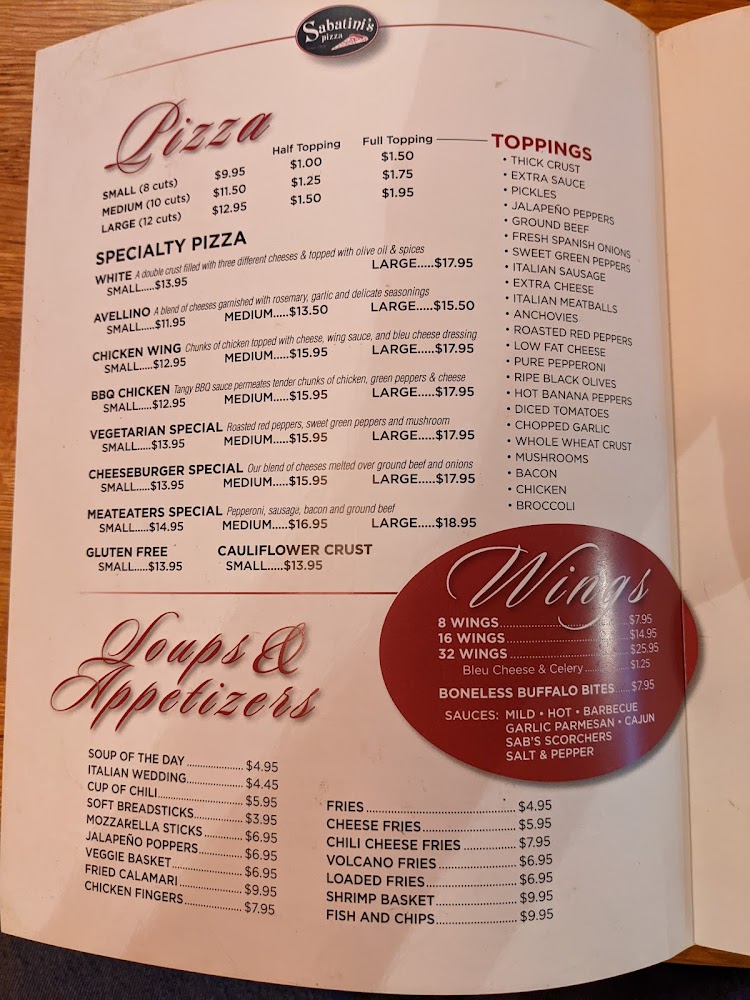 Sabatini's
pizza
Pizza
Half Topping Full Topping
SMALL (8 cuts) $9.95 $1.00 $1.50
MEDIUM (10 cuts) $11.50 $1.25 $1.75
LARGE (12 cuts) $12.95 $1.50 $1.95
TOPPINGS
• THICK CRUST
• EXTRA SAUCE
• PICKLES
• JALAPEÑO PEPPERS
• GROUND BEEF
• FRESH SPANISH ONIONS
• SWEET GREEN PEPPERS
• ITALIAN SAUSAGE
• EXTRA CHEESE
• ITALIAN MEATBALLS
• ANCHOVIES
• ROASTED RED PEPPERS
• LOW FAT CHEESE
• PURE PEPPERONI
• RIPE BLACK OLIVES
• HOT BANANA PEPPERS
• DICED TOMATOES
• CHOPPED GARLIC
• WHOLE WHEAT CRUST
• MUSHROOMS
• BACON
• CHICKEN
• BROCCOLI
SPECIALTY PIZZA
WHITE A double crust filled with three different cheeses & topped with olive oil & spices
SMALL.....$13.95 LARGE.....$17.95
AVELLINO A blend of cheeses garnished with rosemary, garlic and delicate seasonings
SMALL.....$11.95 MEDIUM.....$13.50 LARGE.....$15.50
CHICKEN WING Chunks of chicken topped with cheese, wing sauce, and bleu cheese dressing
SMALL.....$12.95 MEDIUM.....$15.95 LARGE.....$17.95
BBQ CHICKEN Tangy BBQ sauce permeates tender chunks of chicken, green peppers & cheese
SMALL.....$12.95 MEDIUM.....$15.95 LARGE.....$17.95
VEGETARIAN SPECIAL Roasted red peppers, sweet green peppers and mushroom
SMALL.....$13.95 MEDIUM.....$15.95 LARGE.....$17.95
CHEESEBURGER SPECIAL Our blend of cheeses melted over ground beef and onions
SMALL.....$13.95 MEDIUM.....$15.95 LARGE.....$17.95
MEATEATERS SPECIAL Pepperoni, sausage, bacon and ground beef
SMALL.....$14.95 MEDIUM.....$16.95 LARGE.....$18.95
GLUTEN FREE CAULIFLOWER CRUST
SMALL.....$13.95 SMALL.....$13.95
Wings
8 WINGS..........$7.95
16 WINGS..........$14.95
32 WINGS..........$25.95
Bleu Cheese & Celery..........$1.25
BONELESS BUFFALO BITES.....$7.95
SAUCES: MILD • HOT • BARBECUE
GARLIC PARMESAN • CAJUN
SAB'S SCORCHERS
SALT & PEPPER
Soups &
Appetizers
SOUP OF THE DAY..........$4.95
ITALIAN WEDDING..........$4.45
CUP OF CHILI..........$5.95
SOFT BREADSTICKS..........$3.95
MOZZARELLA STICKS..........$6.95
JALAPEÑO POPPERS..........$6.95
VEGGIE BASKET..........$6.95
FRIED CALAMARI..........$9.95
CHICKEN FINGERS..........$7.95
FRIES..........$4.95
CHEESE FRIES..........$5.95
CHILI CHEESE FRIES..........$7.95
VOLCANO FRIES..........$6.95
LOADED FRIES..........$6.95
SHRIMP BASKET..........$9.95
FISH AND CHIPS..........$9.95